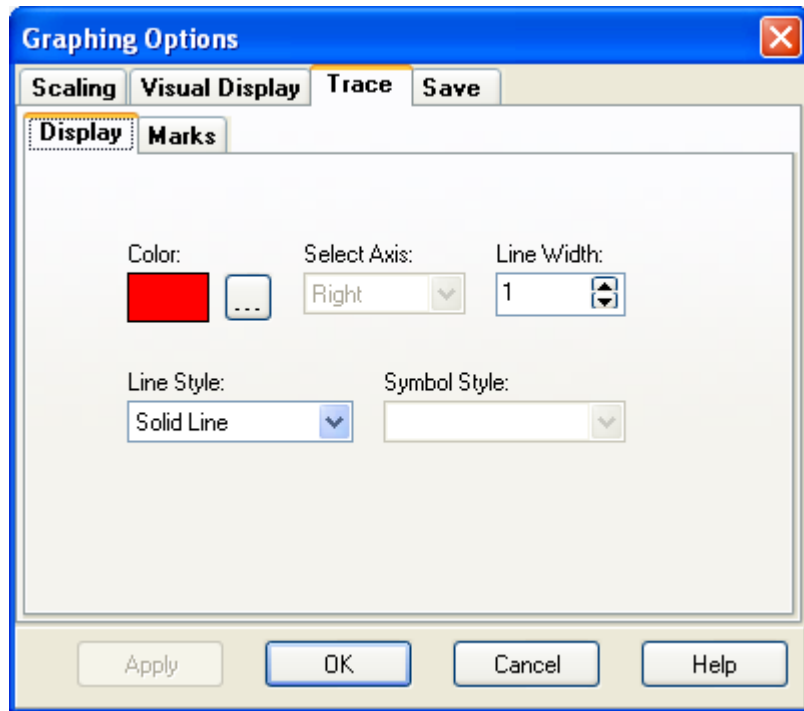 Graphing Options
Scaling Visual Display Trace Save
Display Marks
Color: Select Axis: Line Width:
... Right 1
Line Style: Symbol Style:
Solid Line
Apply OK Cancel Help